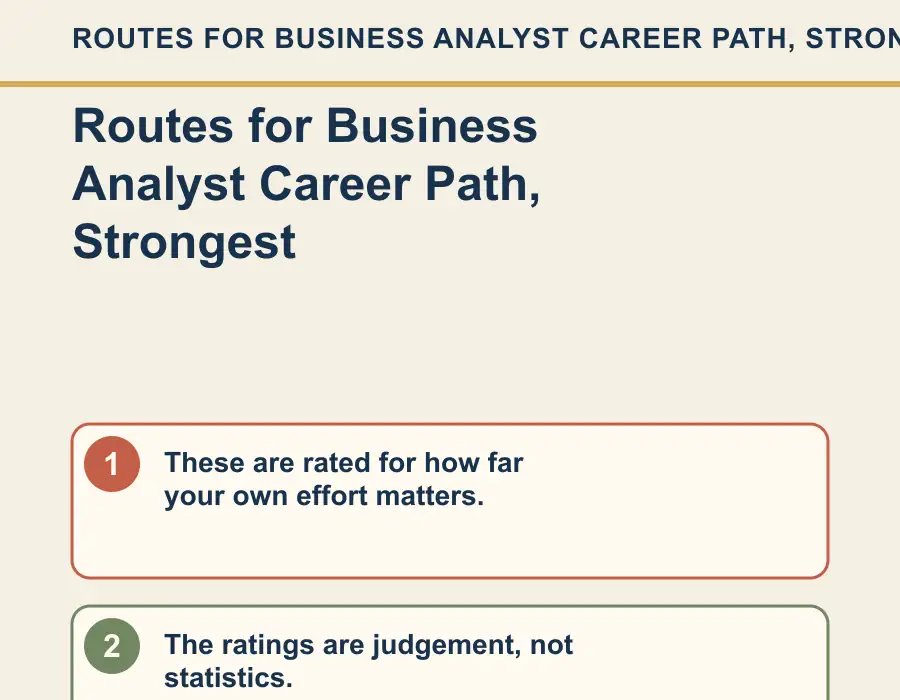 ROUTES FOR BUSINESS ANALYST CAREER PATH, STRON
Routes for Business
Analyst Career Path,
Strongest
1
These are rated for how far
your own effort matters.
2
The ratings are judgement, not
statistics.